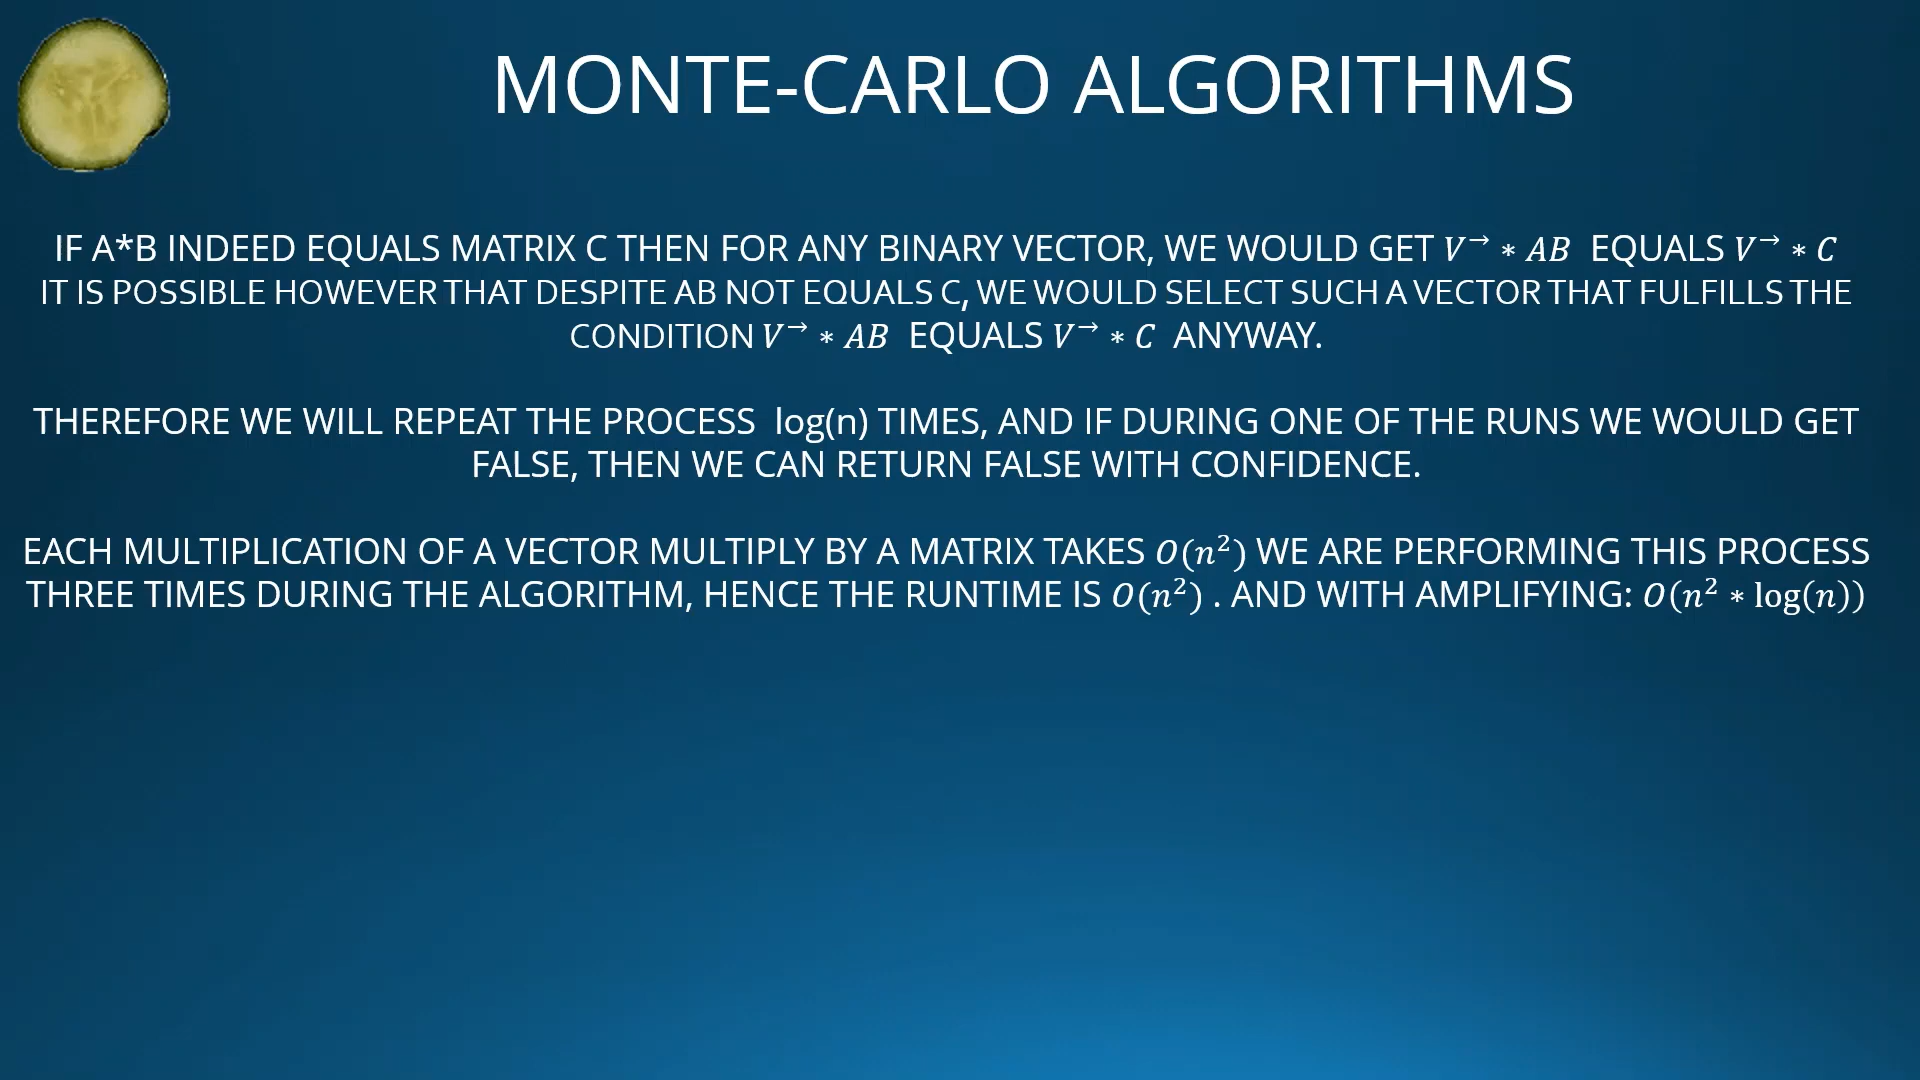 MONTE-CARLO ALGORITHMS
IF A*B INDEED EQUALS MATRIX C THEN FOR ANY BINARY VECTOR, WE WOULD GET V→ * AB EQUALS V→ * C
IT IS POSSIBLE HOWEVER THAT DESPITE AB NOT EQUALS C, WE WOULD SELECT SUCH A VECTOR THAT FULFILLS THE
CONDITION V→ * AB EQUALS V→ * C ANYWAY.
THEREFORE WE WILL REPEAT THE PROCESS log(n) TIMES, AND IF DURING ONE OF THE RUNS WE WOULD GET
FALSE, THEN WE CAN RETURN FALSE WITH CONFIDENCE.
EACH MULTIPLICATION OF A VECTOR MULTIPLY BY A MATRIX TAKES O(n²) WE ARE PERFORMING THIS PROCESS
THREE TIMES DURING THE ALGORITHM, HENCE THE RUNTIME IS O(n²) . AND WITH AMPLIFYING: O(n² * log(n))